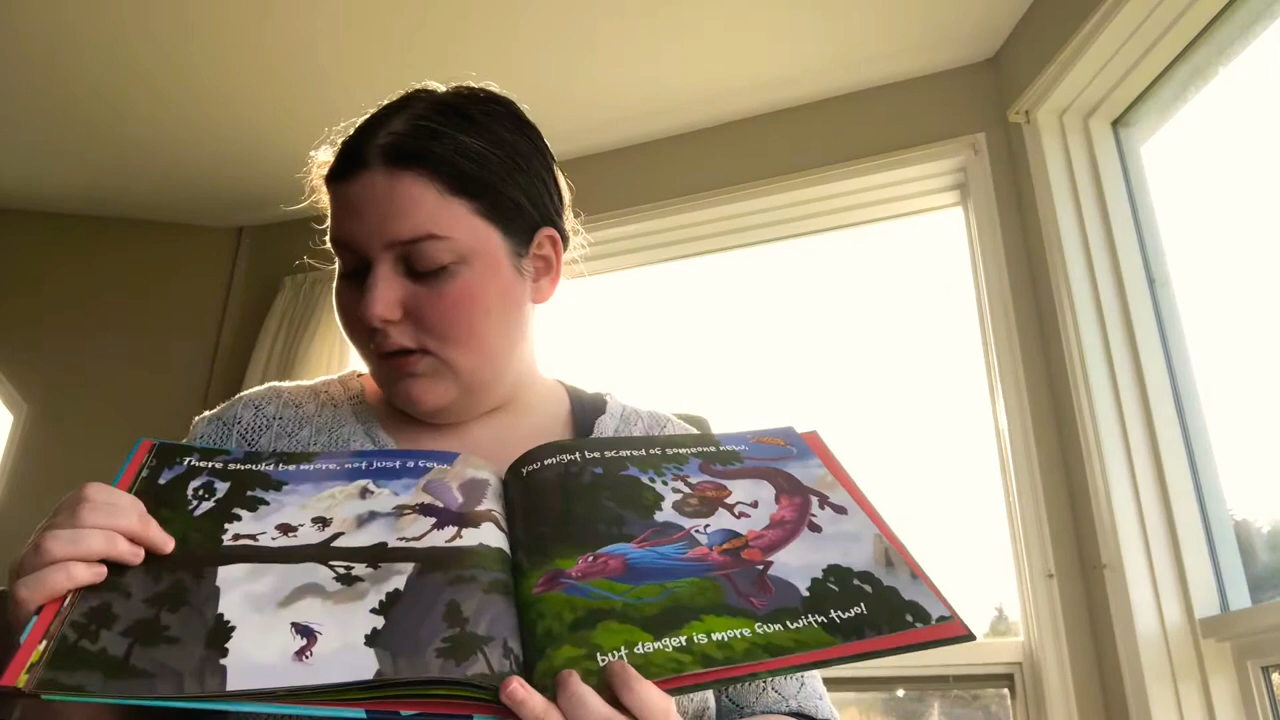 There should be more, not just a few.
you might be scared of someone new,
but danger is more fun with two!